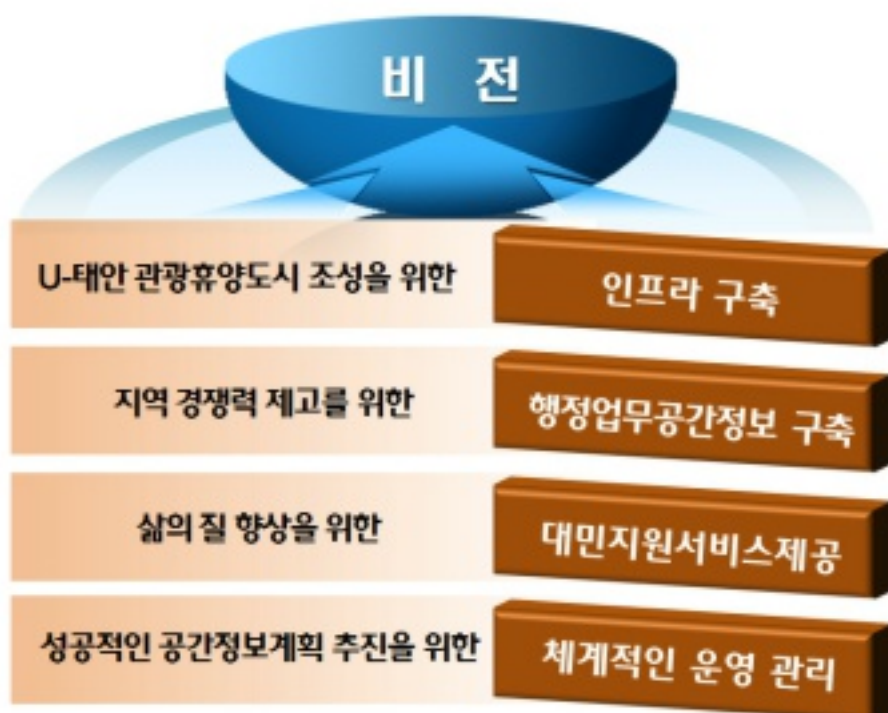 비 전
U-태안 관광휴양도시 조성을 위한 인프라 구축
지역 경쟁력 제고를 위한 행정업무공간정보 구축
삶의 질 향상을 위한 대민지원서비스제공
성공적인 공간정보계획 추진을 위한 체계적인 운영 관리